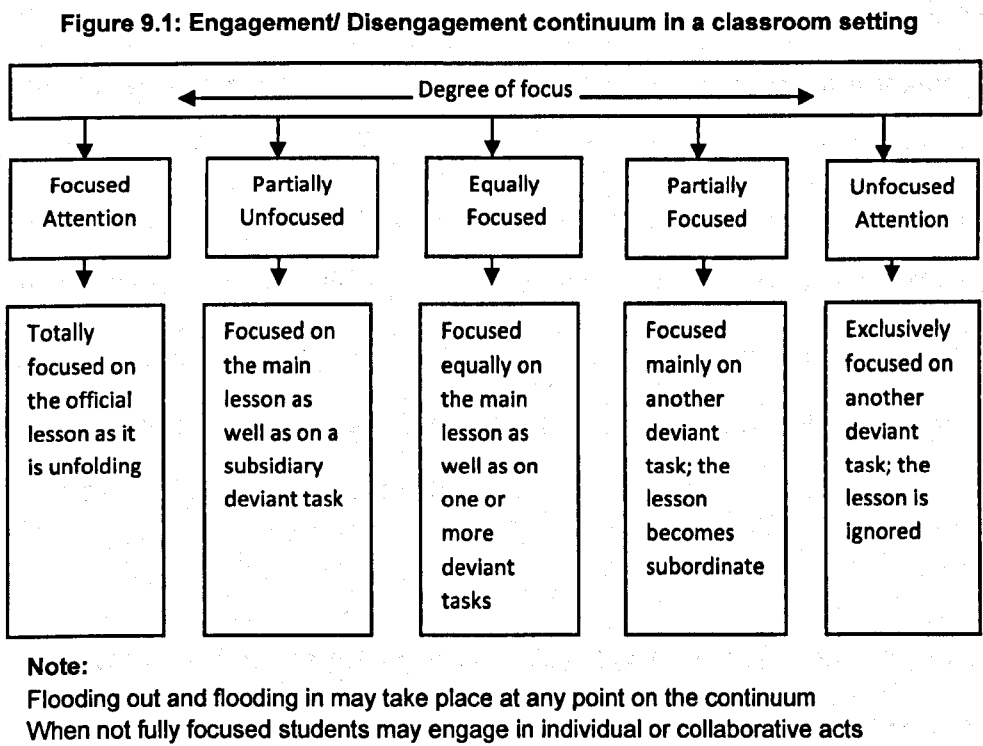 Figure 9.1: Engagement/ Disengagement continuum in a classroom setting
Degree of focus
Focused
Attention
Partially
Unfocused
Equally
Focused
Partially
Focused
Unfocused
Attention
Totally
focused on
the official
lesson as it
is unfolding
Focused on
the main
lesson as
well as on a
subsidiary
deviant task
Focused
equally on
the main
lesson as
well as on
one or
more
deviant
tasks
Focused
mainly on
another
deviant
task; the
lesson
becomes
subordinate
Exclusively
focused on
another
deviant
task; the
lesson is
ignored
Note:
Flooding out and flooding in may take place at any point on the continuum
When not fully focused students may engage in individual or collaborative acts